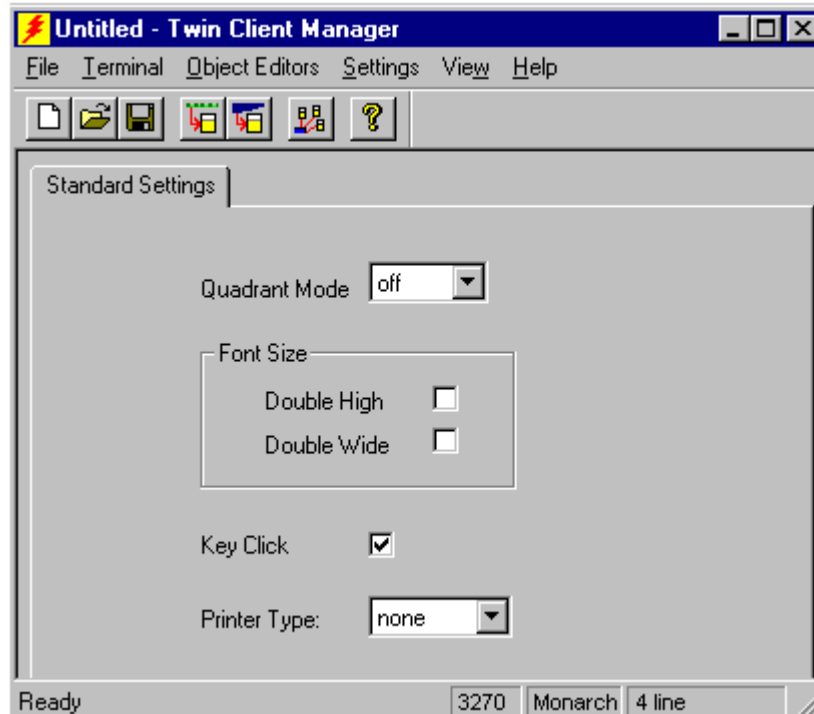 Untitled - Twin Client Manager
File Terminal Object Editors Settings View Help
Standard Settings
Quadrant Mode off
Font Size
Double High
Double Wide
Key Click
Printer Type: none
Ready 3270 Monarch 4 line